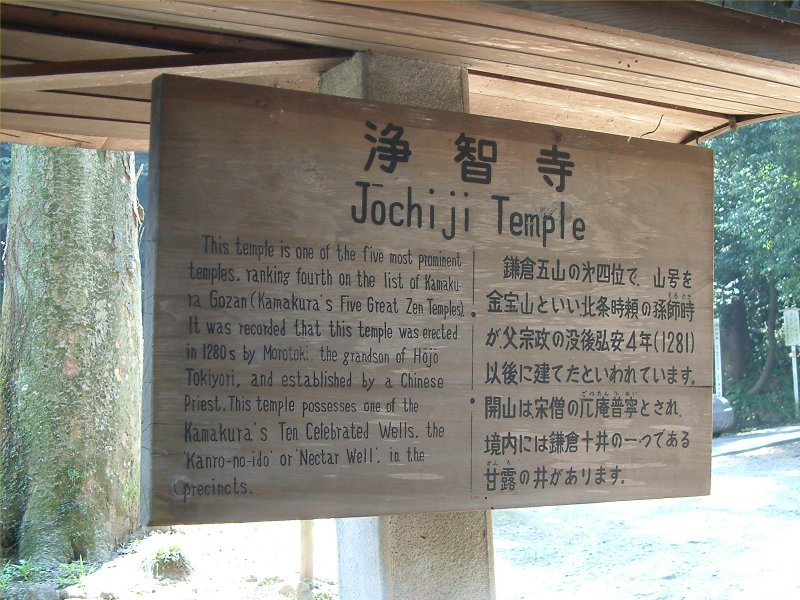 浄智寺
Jōchiji Temple
This temple is one of the five most prominent
temples, ranking fourth on the list of Kamaku-
ra Gozan (Kamakura's Five Great Zen Temples).
It was recorded that this temple was erected
in 1280's by Morotoki, the grandson of Hōjō
Tokiyori, and established by a Chinese
Priest. This temple possesses one of the
Kamakura's Ten Celebrated Wells, the
'Kanro-no-ido' or 'Nectar Well', in the
precincts.
鎌倉五山の㐧四位で、山号を
金宝山といい北条時頼の孫師時
が父宗政の没後弘安4年(1281)
以後に建てたといわれています。
開山は宋僧の兀庵普寧とされ、
境内には鎌倉十井の一つである
甘露の井があります。